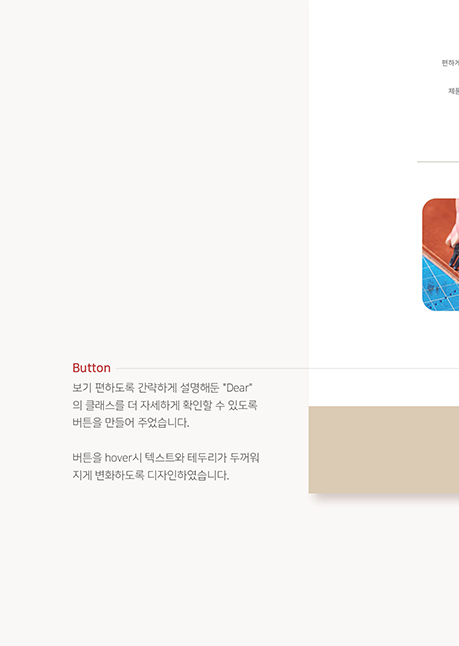 편하게
제품
Button
보기 편하도록 간략하게 설명해둔 "Dear"
의 클래스를 더 자세하게 확인할 수 있도록
버튼을 만들어 주었습니다.
버튼을 hover시 텍스트와 테두리가 두꺼워
지게 변화하도록 디자인하였습니다.